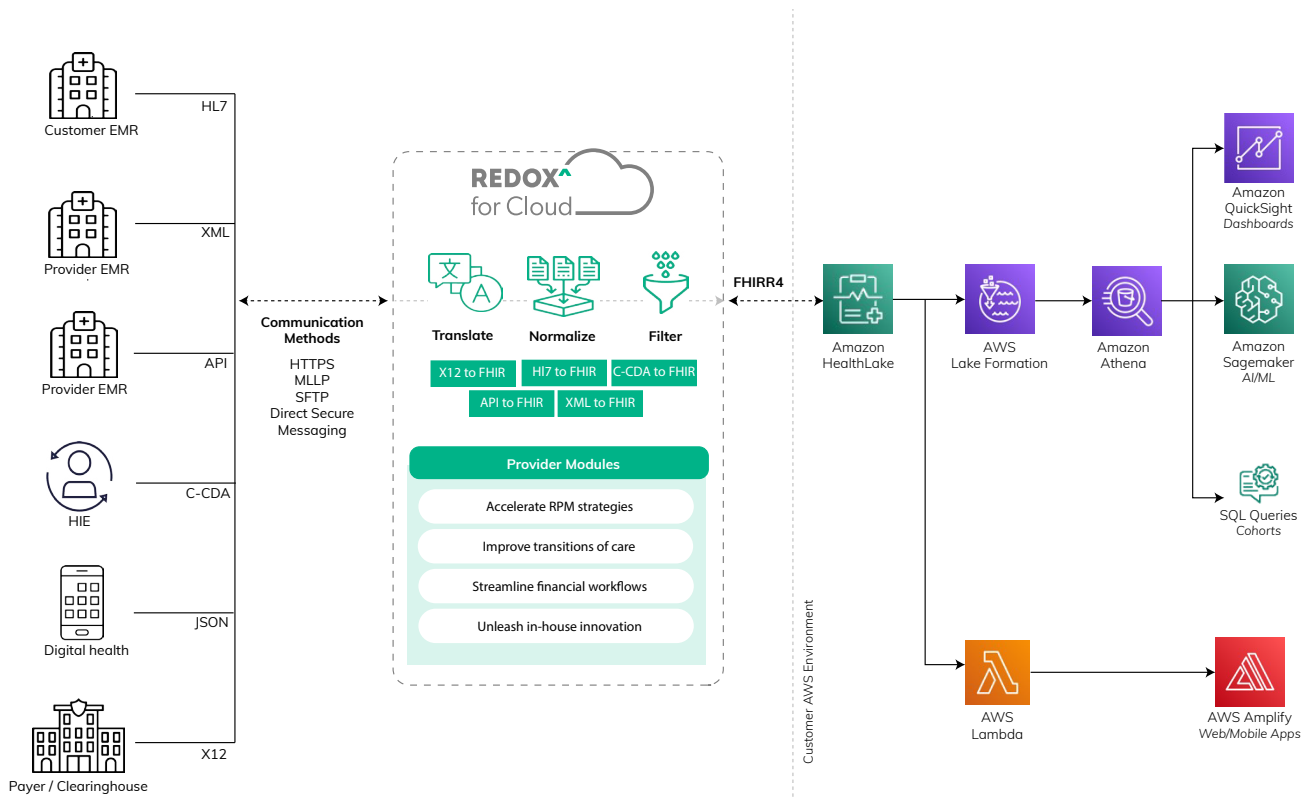 HL7
Customer EMR
XML
Provider EMR
API
Provider EMR
C-CDA
HIE
JSON
Digital health
X12
Payer / Clearinghouse
Communication
Methods
HTTPS
MLLP
SFTP
Direct Secure
Messaging
REDOX
for Cloud
文
A
Translate
Normalize
Filter
X12 to FHIR
Hl7 to FHIR
C-CDA to FHIR
API to FHIR
XML to FHIR
Provider Modules
Accelerate RPM strategies
Improve transitions of care
Streamline financial workflows
Unleash in-house innovation
FHIRR4
Customer AWS Environment
Amazon
HealthLake
AWS
Lake Formation
Amazon
Athena
Amazon
QuickSight
Dashboards
Amazon
Sagemaker
AI/ML
SQL Queries
Cohorts
AWS
Lambda
AWS Amplify
Web/Mobile Apps